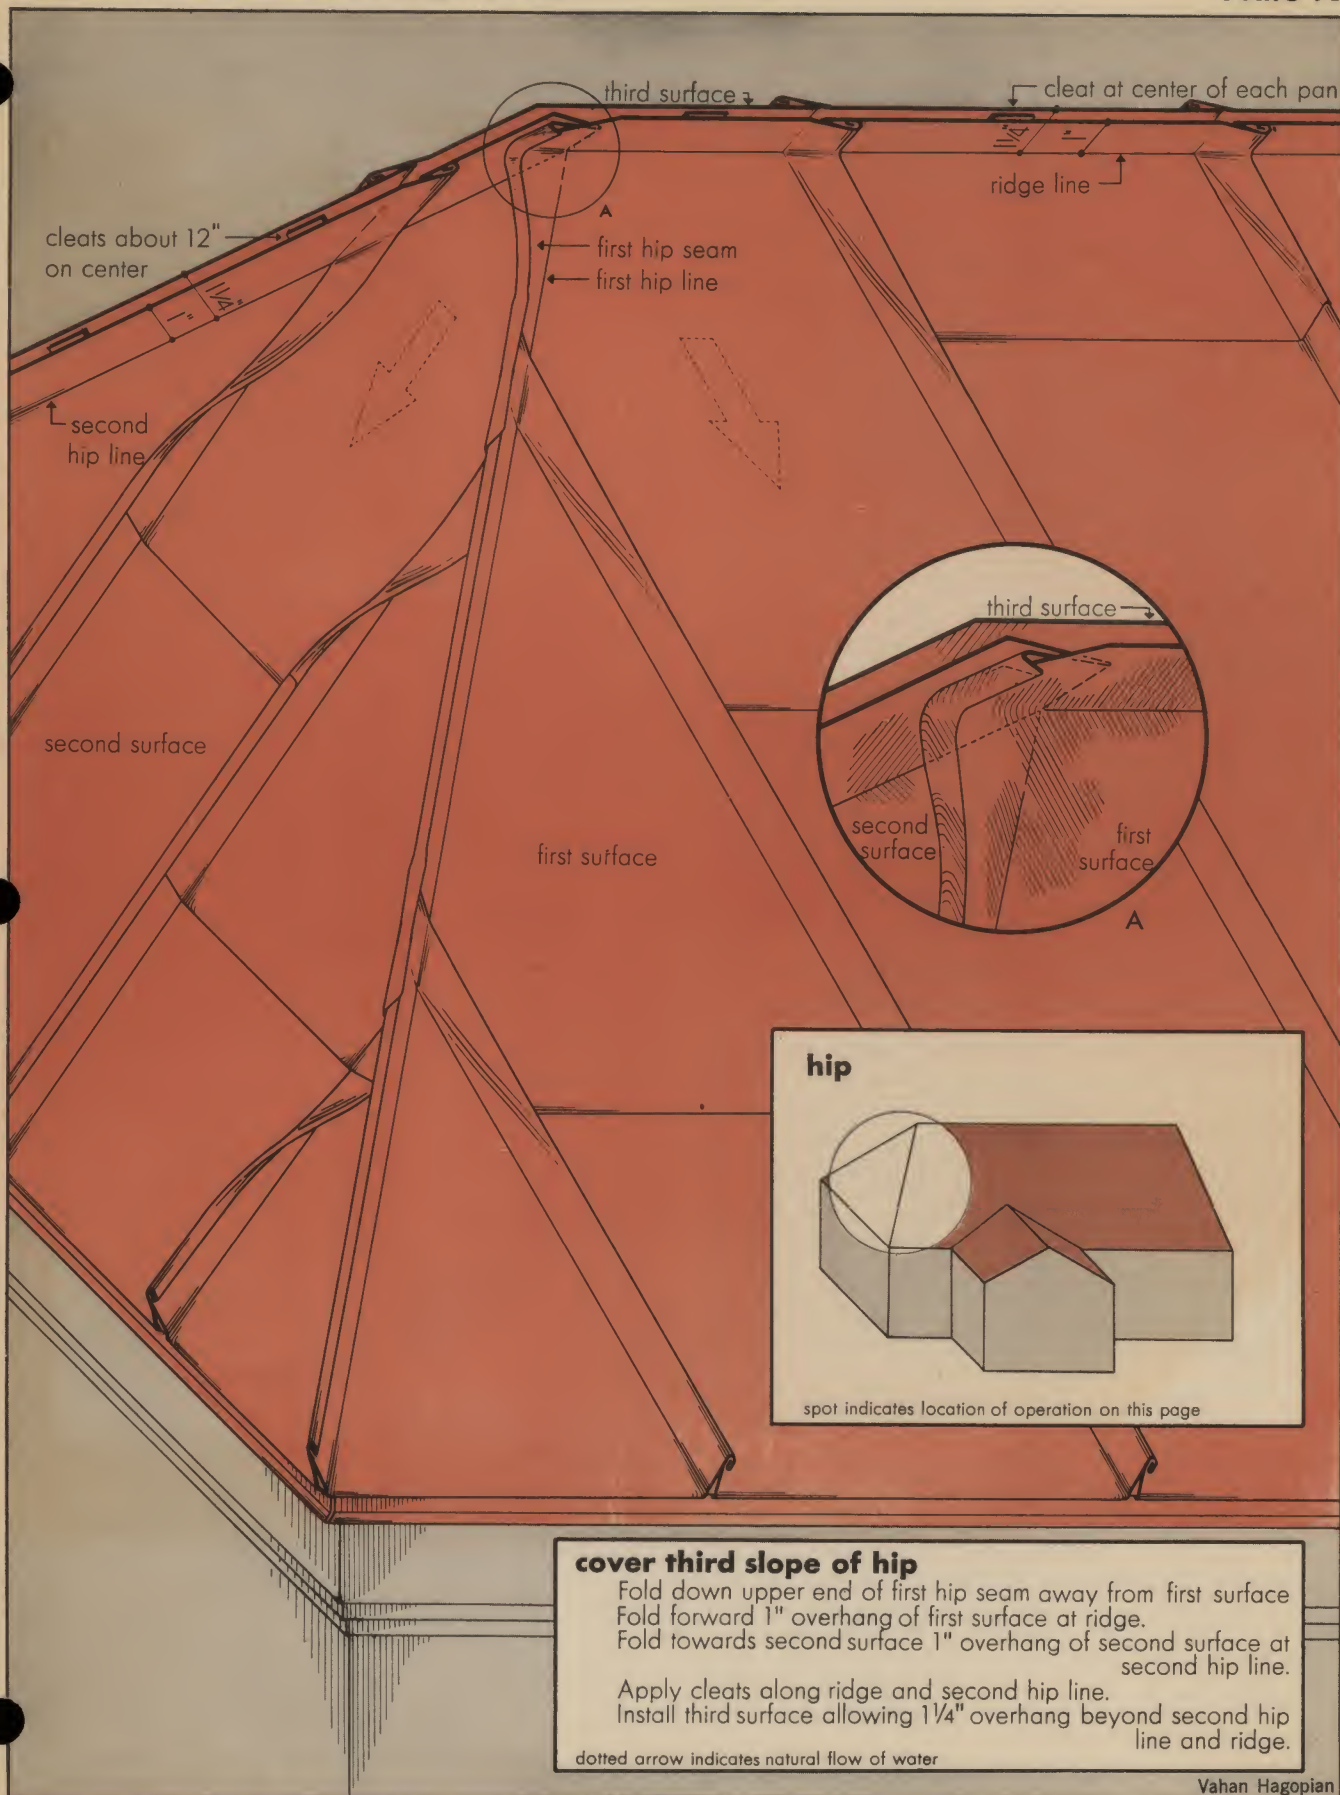 third surface
cleat at center of each pan
1¼"
1"
ridge line
A
cleats about 12"
on center
first hip seam
first hip line
1¼"
1"
second
hip line
third surface
second surface
first surface
second
surface
first
surface
A
hip
spot indicates location of operation on this page
cover third slope of hip
Fold down upper end of first hip seam away from first surface
Fold forward 1" overhang of first surface at ridge.
Fold towards second surface 1" overhang of second surface at
second hip line.
Apply cleats along ridge and second hip line.
Install third surface allowing 1¼" overhang beyond second hip
line and ridge.
dotted arrow indicates natural flow of water
Vahan Hagopian